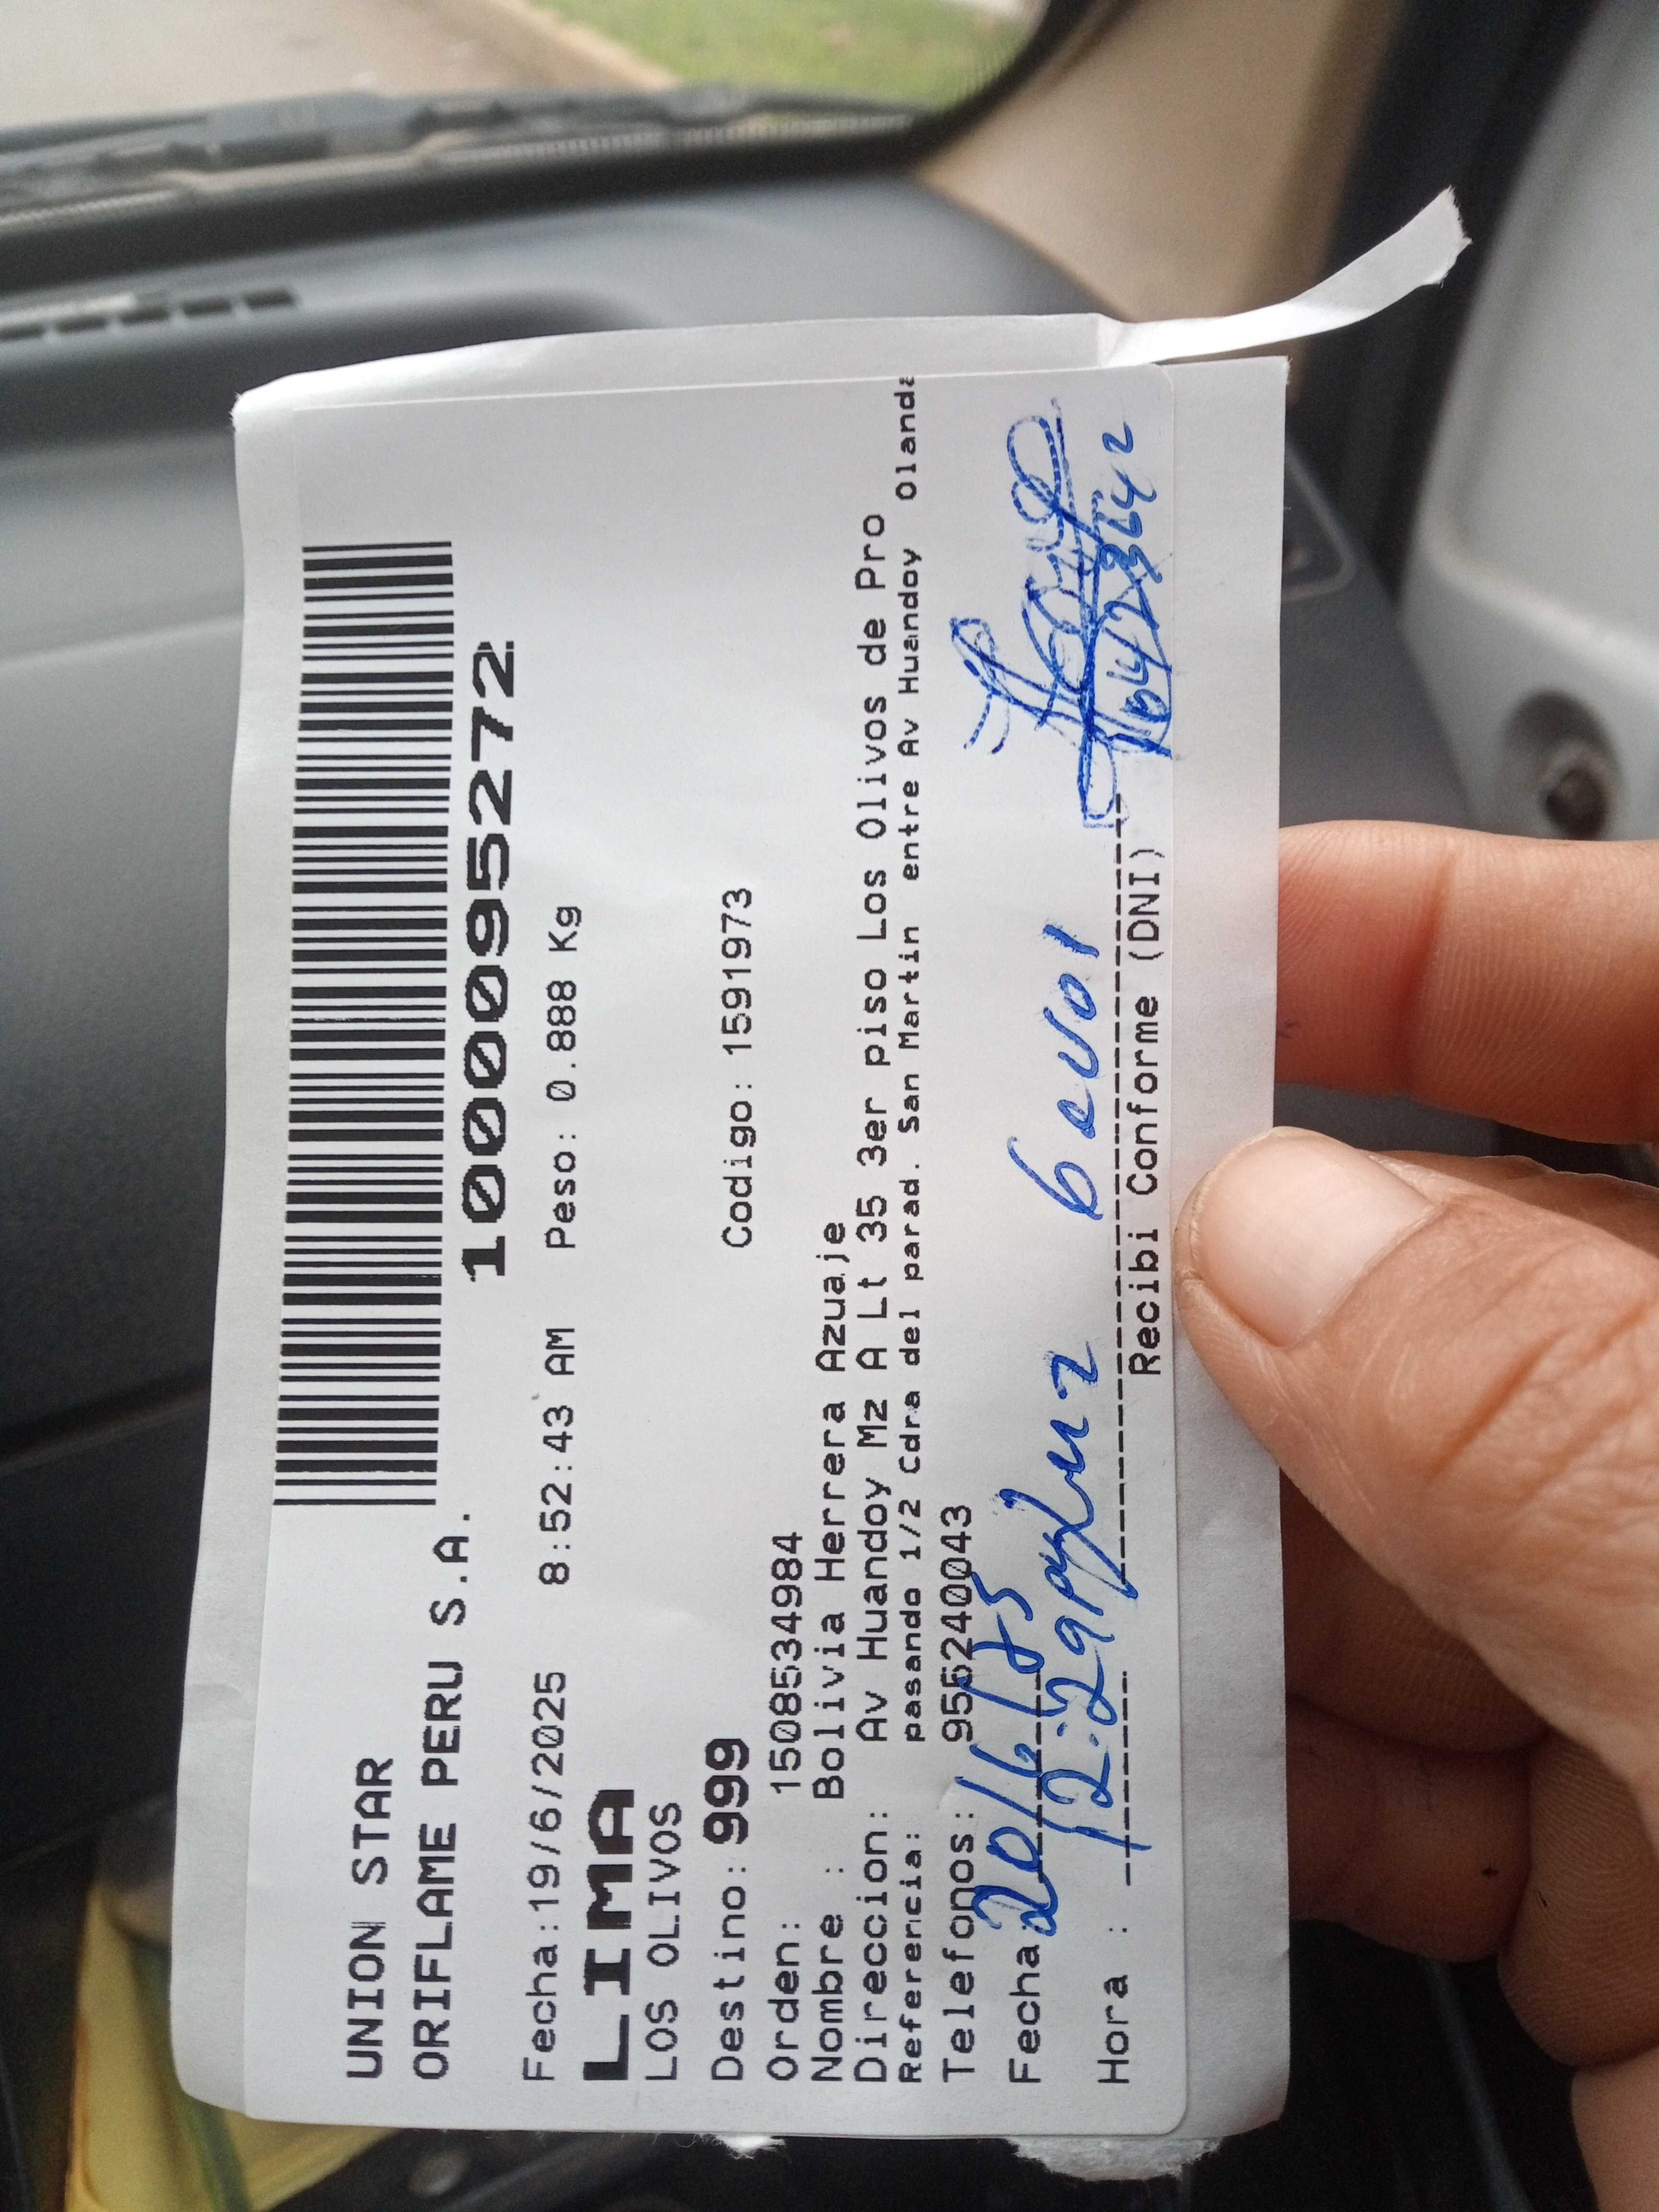 UNION STAR
ORIFLAME PERU S.A.
1000095272
Fecha:19/6/2025 8:52:43 AM Peso: 0.888 Kg
LIMA
LOS OLIVOS
Destino: 999 Codigo: 1591973
Orden: 1508534984
Nombre : Bolivia Herrera Azuaje
Direccion: Av Huandoy Mz A Lt 35 3er piso Los Olivos de Pro
Referencia: pasando 1/2 Cdra del parad. San Martin entre Av Huandoy Olanda
Telefonos: 955240043
Fecha 20/6/25
Hora : 12:29pm
Recibi Conforme (DNI)